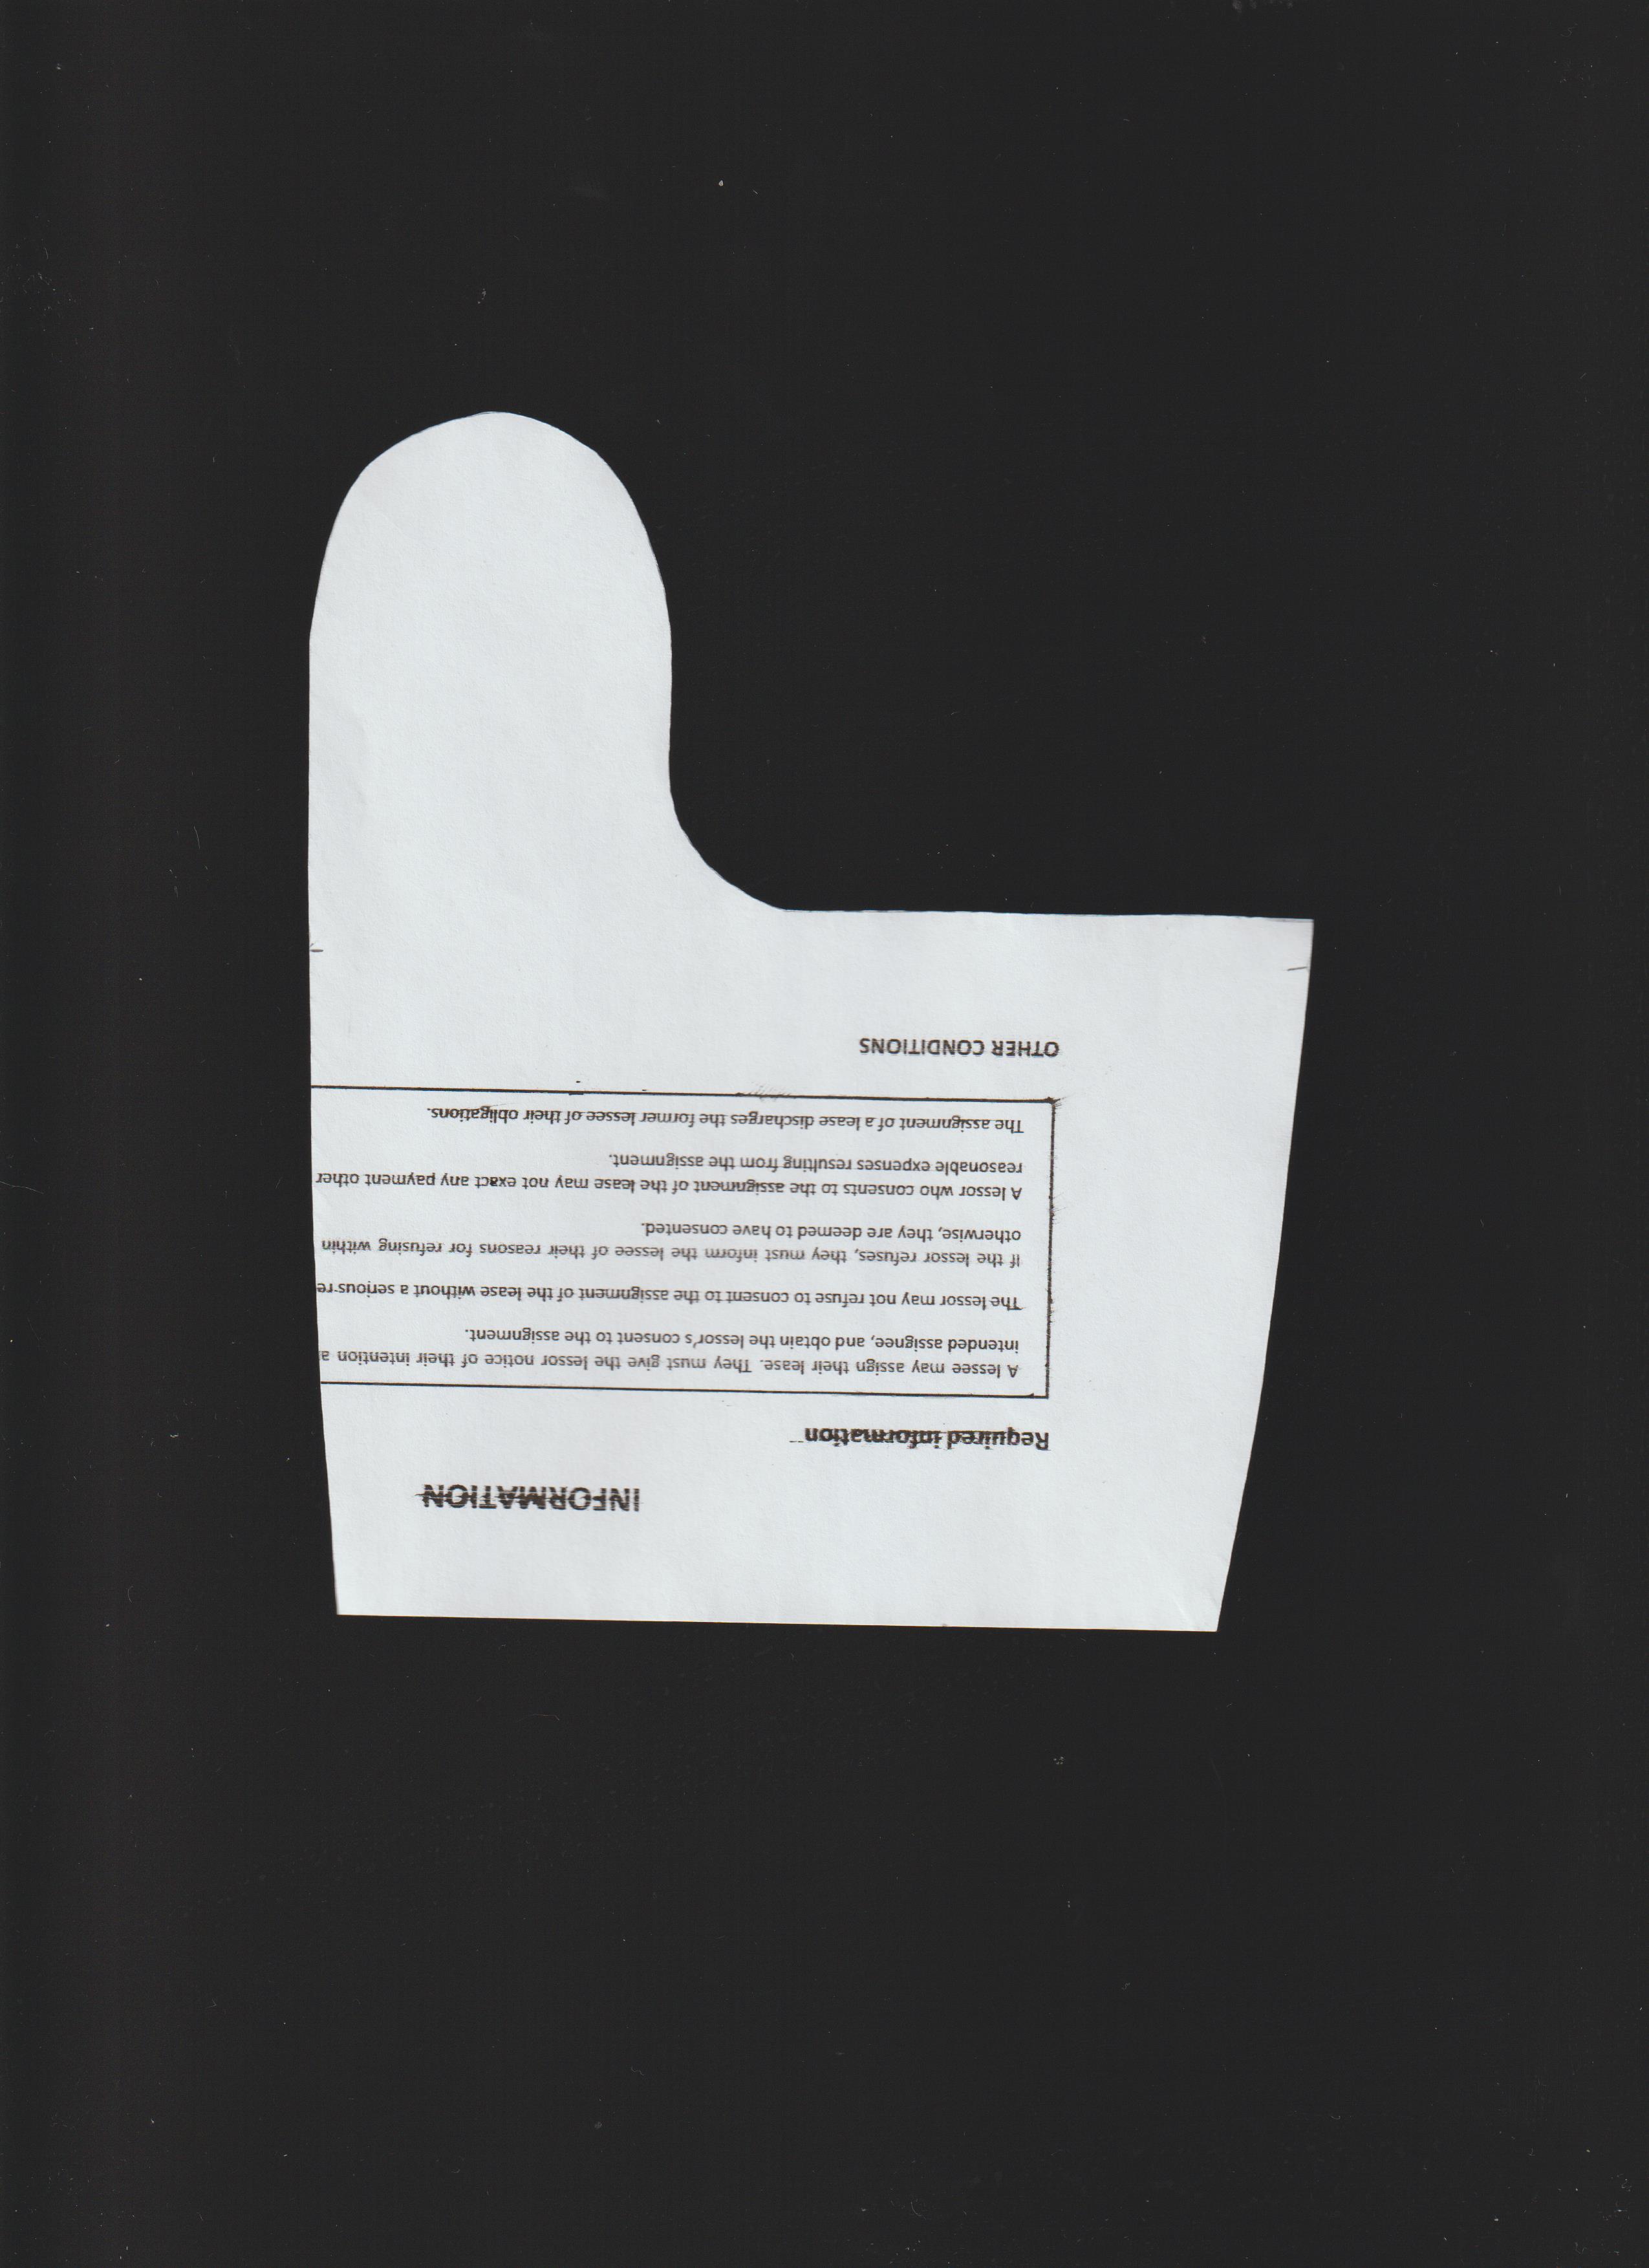 INFORMATION
Required information
A lessee may assign their lease. They must give the lessor notice of their intention
intended assignee, and obtain the lessor's consent to the assignment.
The lessor may not refuse to consent to the assignment of the lease without a serious re
If the lessor refuses, they must inform the lessee of their reasons for refusing within
otherwise, they are deemed to have consented.
A lessor who consents to the assignment of the lease may not exact any payment other
reasonable expenses resulting from the assignment.
The assignment of a lease discharges the former lessee of their obligations.
OTHER CONDITIONS